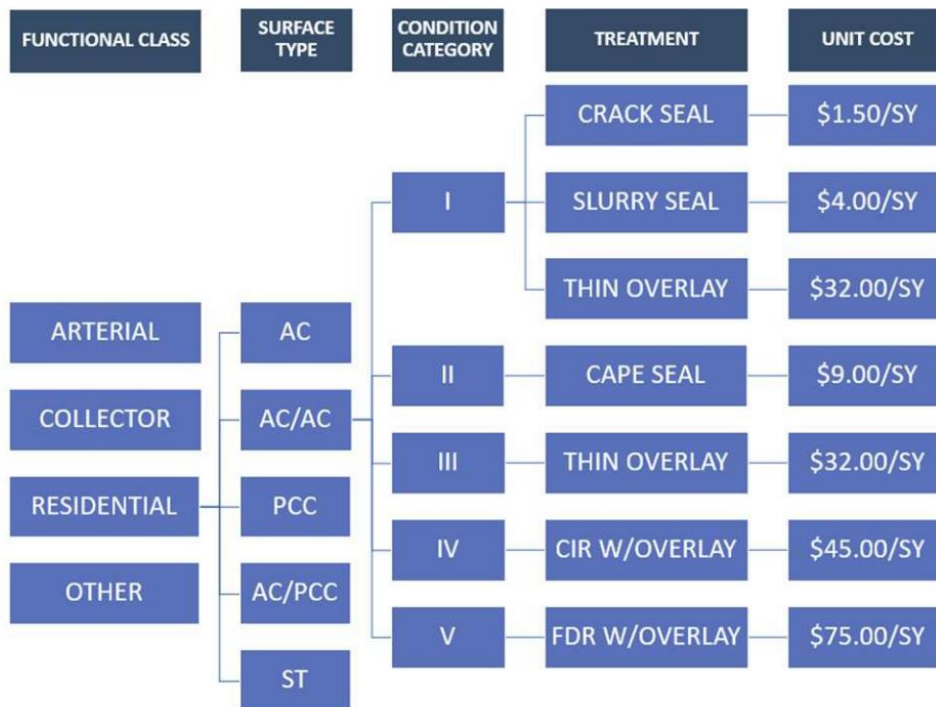 FUNCTIONAL CLASS
SURFACE
TYPE
CONDITION
CATEGORY
TREATMENT
UNIT COST
CRACK SEAL
$1.50/SY
I
SLURRY SEAL
$4.00/SY
THIN OVERLAY
$32.00/SY
ARTERIAL
AC
II
CAPE SEAL
$9.00/SY
COLLECTOR
AC/AC
III
THIN OVERLAY
$32.00/SY
RESIDENTIAL
PCC
IV
CIR W/OVERLAY
$45.00/SY
OTHER
AC/PCC
V
FDR W/OVERLAY
$75.00/SY
ST